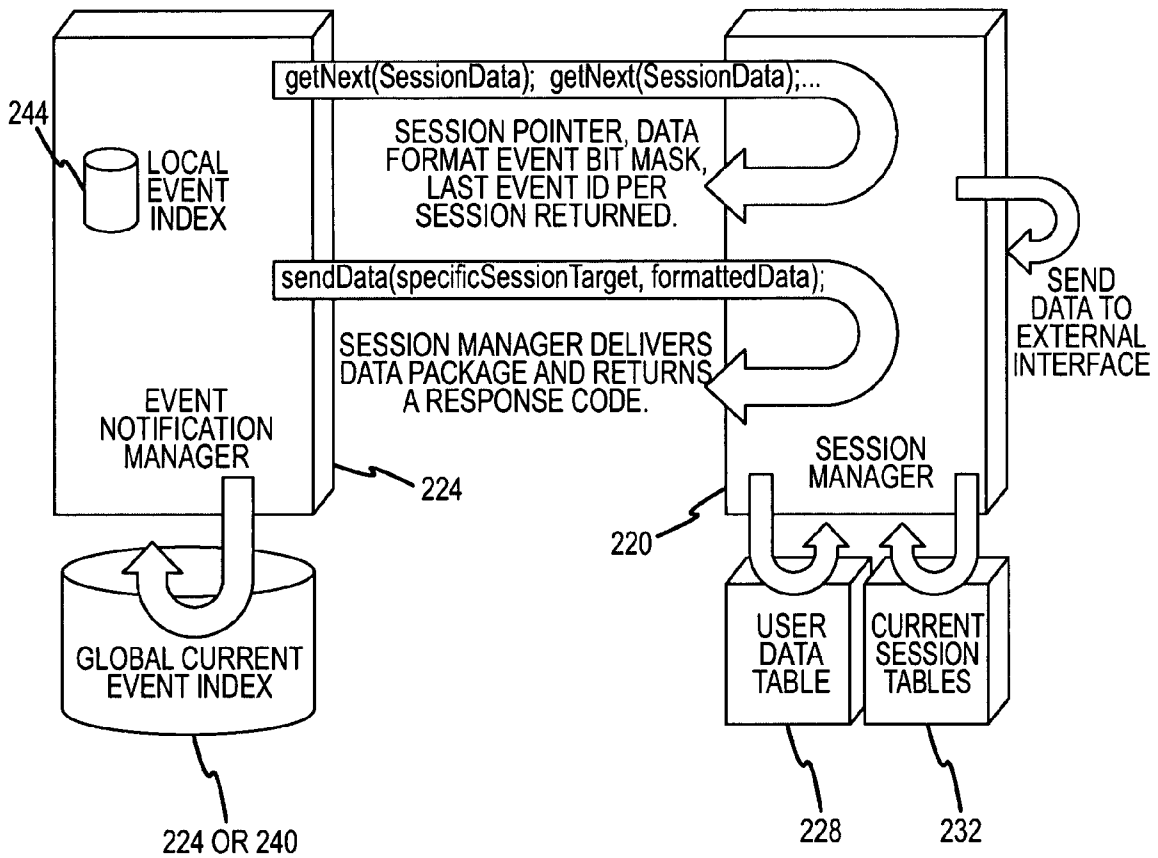 getNext(SessionData); getNext(SessionData);...
244
LOCAL
EVENT
INDEX
SESSION POINTER, DATA
FORMAT EVENT BIT MASK,
LAST EVENT ID PER
SESSION RETURNED.
sendData(specificSessionTarget, formattedData);
SEND
DATA TO
EXTERNAL
INTERFACE
SESSION MANAGER DELIVERS
DATA PACKAGE AND RETURNS
A RESPONSE CODE.
EVENT
NOTIFICATION
MANAGER
SESSION
MANAGER
224
220
GLOBAL CURRENT
EVENT INDEX
USER
DATA
TABLE
CURRENT
SESSION
TABLES
224 OR 240
228
232